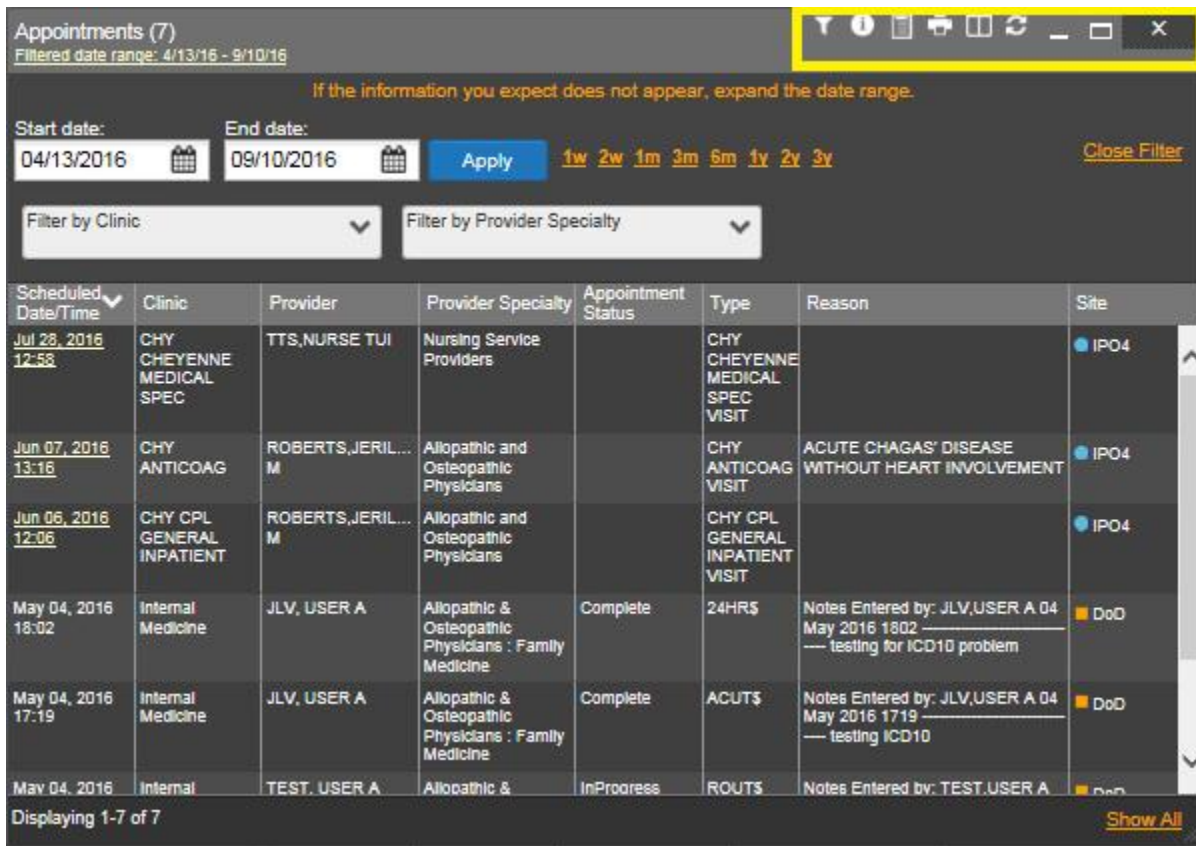 Appointments (7)
Filtered date range: 4/13/16 - 9/10/16
If the information you expect does not appear, expand the date range.
Start date:
End date:
04/13/2016
09/10/2016
Apply
1w 2w 1m 3m 6m 1y 2y 3y
Close Filter
Filter by Clinic
Filter by Provider Specialty
Scheduled
Date/Time
Clinic
Provider
Provider Specialty
Appointment
Status
Type
Reason
Site
Jul 28, 2016
12:58
CHY
CHEYENNE
MEDICAL
SPEC
TTS,NURSE TUI
Nursing Service
Providers
CHY
CHEYENNE
MEDICAL
SPEC
VISIT
IPO4
Jun 07, 2016
13:16
CHY
ANTICOAG
ROBERTS,JERIL...
M
Allopathic and
Osteopathic
Physicians
CHY
ANTICOAG
VISIT
ACUTE CHAGAS' DISEASE
WITHOUT HEART INVOLVEMENT
IPO4
Jun 06, 2016
12:06
CHY CPL
GENERAL
INPATIENT
ROBERTS,JERIL...
M
Allopathic and
Osteopathic
Physicians
CHY CPL
GENERAL
INPATIENT
VISIT
IPO4
May 04, 2016
18:02
Internal
Medicine
JLV, USER A
Allopathic &
Osteopathic
Physicians : Family
Medicine
Complete
24HR$
Notes Entered by: JLV,USER A 04
May 2016 1802 -----------------------------
---- testing for ICD10 problem
DoD
May 04, 2016
17:19
Internal
Medicine
JLV, USER A
Allopathic &
Osteopathic
Physicians : Family
Medicine
Complete
ACUT$
Notes Entered by: JLV,USER A 04
May 2016 1719 -----------------------------
---- testing ICD10
DoD
May 04, 2016
Internal
TEST, USER A
Allopathic &
InProgress
ROUT$
Notes Entered by: TEST,USER A
DoD
Displaying 1-7 of 7
Show All